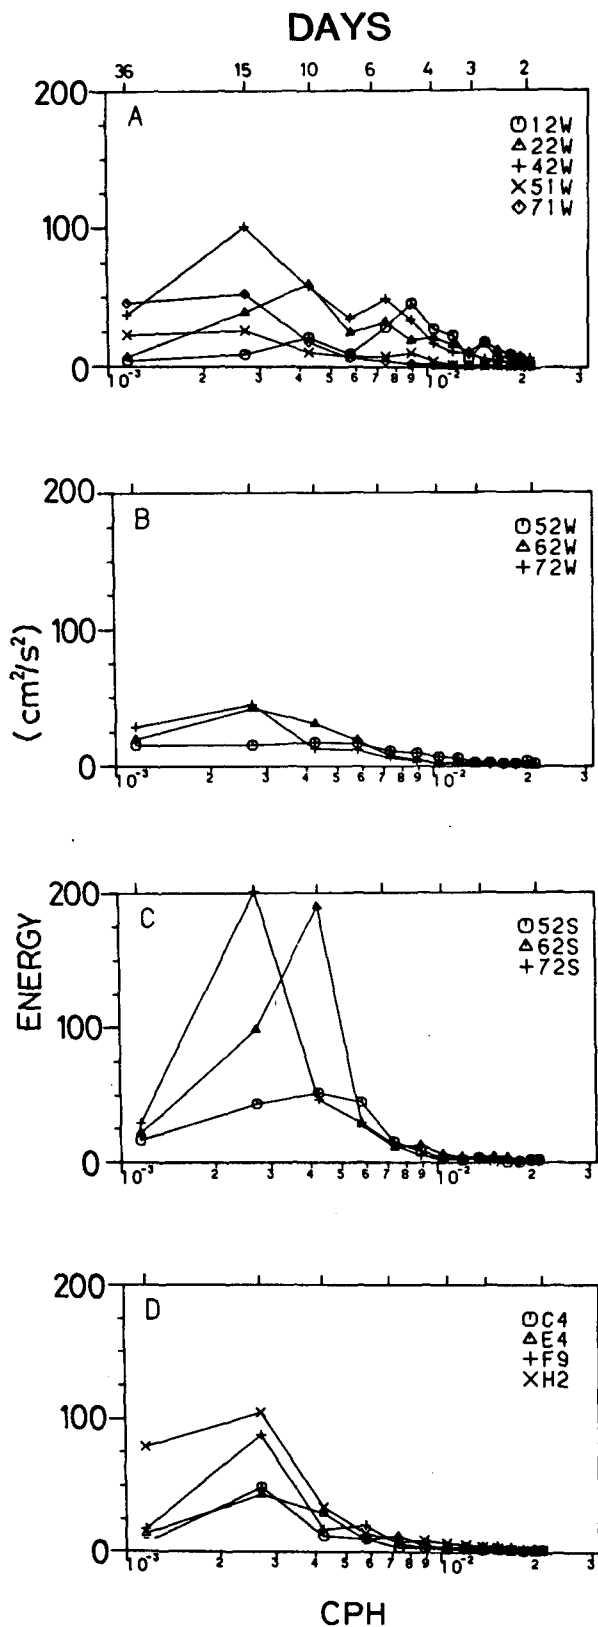 DAYS
36 15 10 6 4 3 2
200
A
12W
22W
42W
51W
71W
100
0
10⁻³ 2 3 4 5 6 7 8 9 10⁻² 2 3
200
B
52W
62W
72W
100
(cm²/s²)
0
10⁻³ 2 3 4 5 6 7 8 9 10⁻² 2 3
200
C
52S
62S
72S
ENERGY
100
0
10⁻³ 2 3 4 5 6 7 8 9 10⁻² 2 3
200
D
C4
E4
F9
H2
100
0
10⁻³ 2 3 4 5 6 7 8 9 10⁻² 2 3
CPH